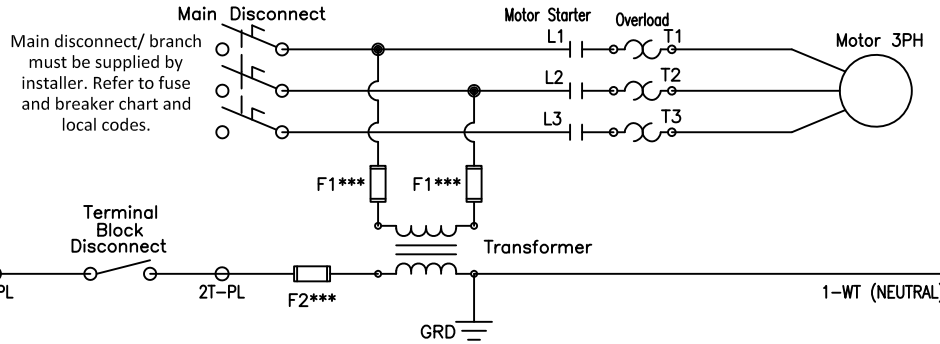 Main Disconnect
Main disconnect/ branch
must be supplied by
installer. Refer to fuse
and breaker chart and
local codes.
Motor Starter
Overload
L1
T1
Motor 3PH
L2
T2
L3
T3
F1***
F1***
Terminal
Block
Disconnect
Transformer
PL
2T-PL
F2***
1-WT (NEUTRAL)
GRD